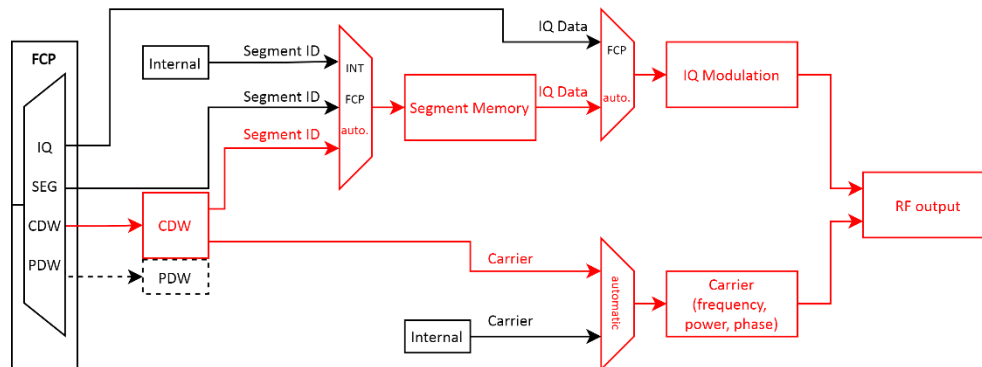 FCP
IQ
SEG
CDW
PDW
Internal
Segment ID
Segment ID
Segment ID
CDW
PDW
INT
FCP
auto.
Segment Memory
IQ Data
IQ Data
FCP
auto.
IQ Modulation
Carrier
Internal
Carrier
automatic
Carrier
(frequency,
power, phase)
RF output